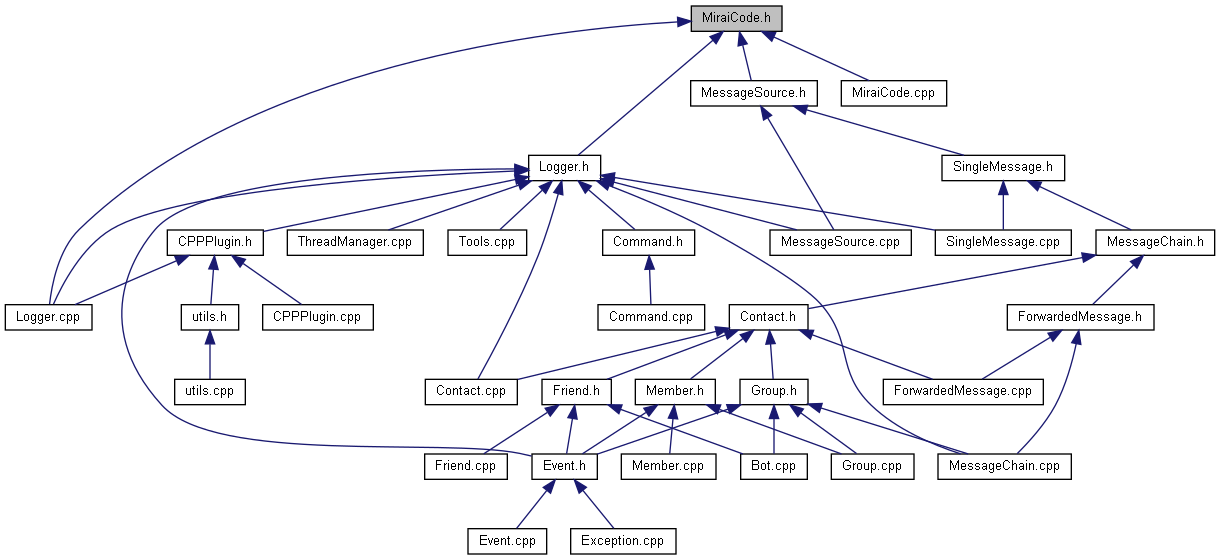 MiraiCode.h
MessageSource.h
MiraiCode.cpp
Logger.h
SingleMessage.h
CPPPlugin.h
ThreadManager.cpp
Tools.cpp
Command.h
MessageSource.cpp
SingleMessage.cpp
MessageChain.h
Logger.cpp
utils.h
CPPPlugin.cpp
Command.cpp
Contact.h
ForwardedMessage.h
utils.cpp
Contact.cpp
Friend.h
Member.h
Group.h
ForwardedMessage.cpp
Friend.cpp
Event.h
Member.cpp
Bot.cpp
Group.cpp
MessageChain.cpp
Event.cpp
Exception.cpp